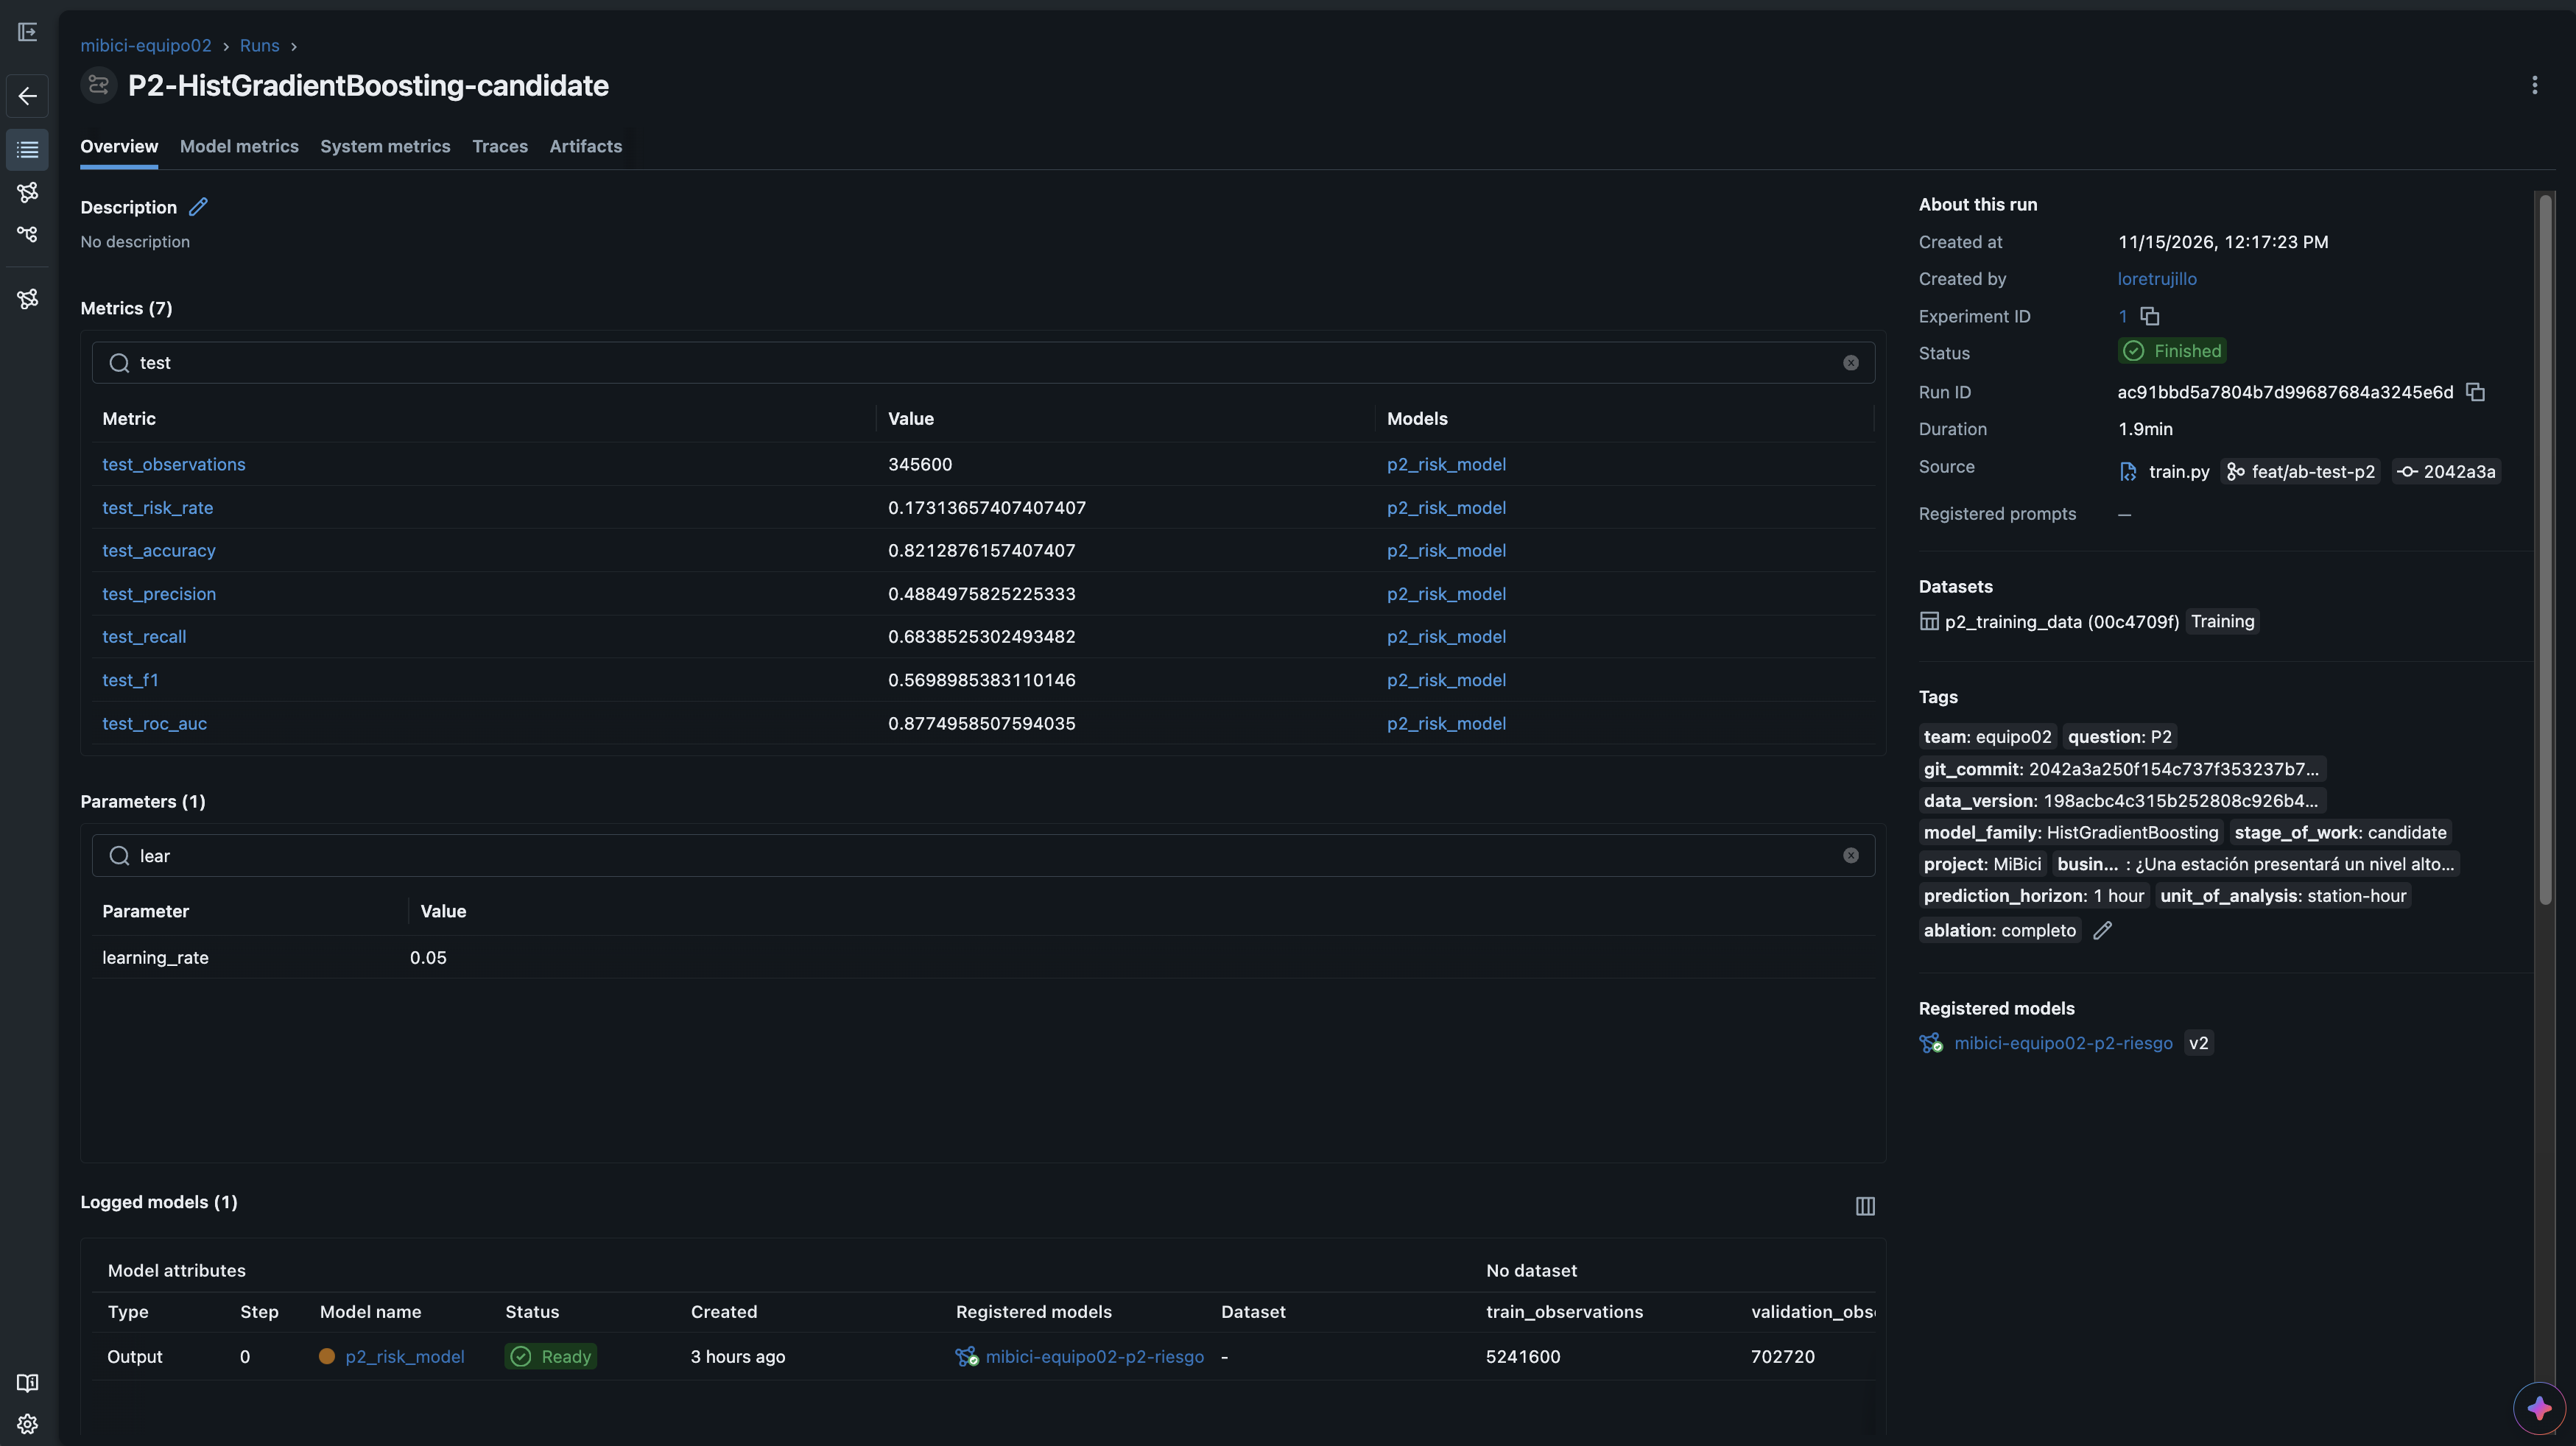 mibici-equipo02 › Runs ›
P2-HistGradientBoosting-candidate
Overview Model metrics System metrics Traces Artifacts
Description
No description
Metrics (7)
test
Metric Value Models
test_observations 345600 p2_risk_model
test_risk_rate 0.17313657407407407 p2_risk_model
test_accuracy 0.8212876157407407 p2_risk_model
test_precision 0.4884975825225333 p2_risk_model
test_recall 0.6838525302493482 p2_risk_model
test_f1 0.5698985383110146 p2_risk_model
test_roc_auc 0.8774958507594035 p2_risk_model
Parameters (1)
lear
Parameter Value
learning_rate 0.05
Logged models (1)
Model attributes No dataset
Type Step Model name Status Created Registered models Dataset train_observations validation_obs
Output 0 p2_risk_model Ready 3 hours ago mibici-equipo02-p2-riesgo - 5241600 702720
About this run
Created at 11/15/2026, 12:17:23 PM
Created by loretrujillo
Experiment ID 1
Status Finished
Run ID ac91bbd5a7804b7d99687684a3245e6d
Duration 1.9min
Source train.py feat/ab-test-p2 2042a3a
Registered prompts —
Datasets
p2_training_data (00c4709f) Training
Tags
team: equipo02 question: P2
git_commit: 2042a3a250f154c737f353237b7...
data_version: 198acbc4c315b252808c926b4...
model_family: HistGradientBoosting stage_of_work: candidate
project: MiBici busin... : ¿Una estación presentará un nivel alto...
prediction_horizon: 1 hour unit_of_analysis: station-hour
ablation: completo
Registered models
mibici-equipo02-p2-riesgo v2